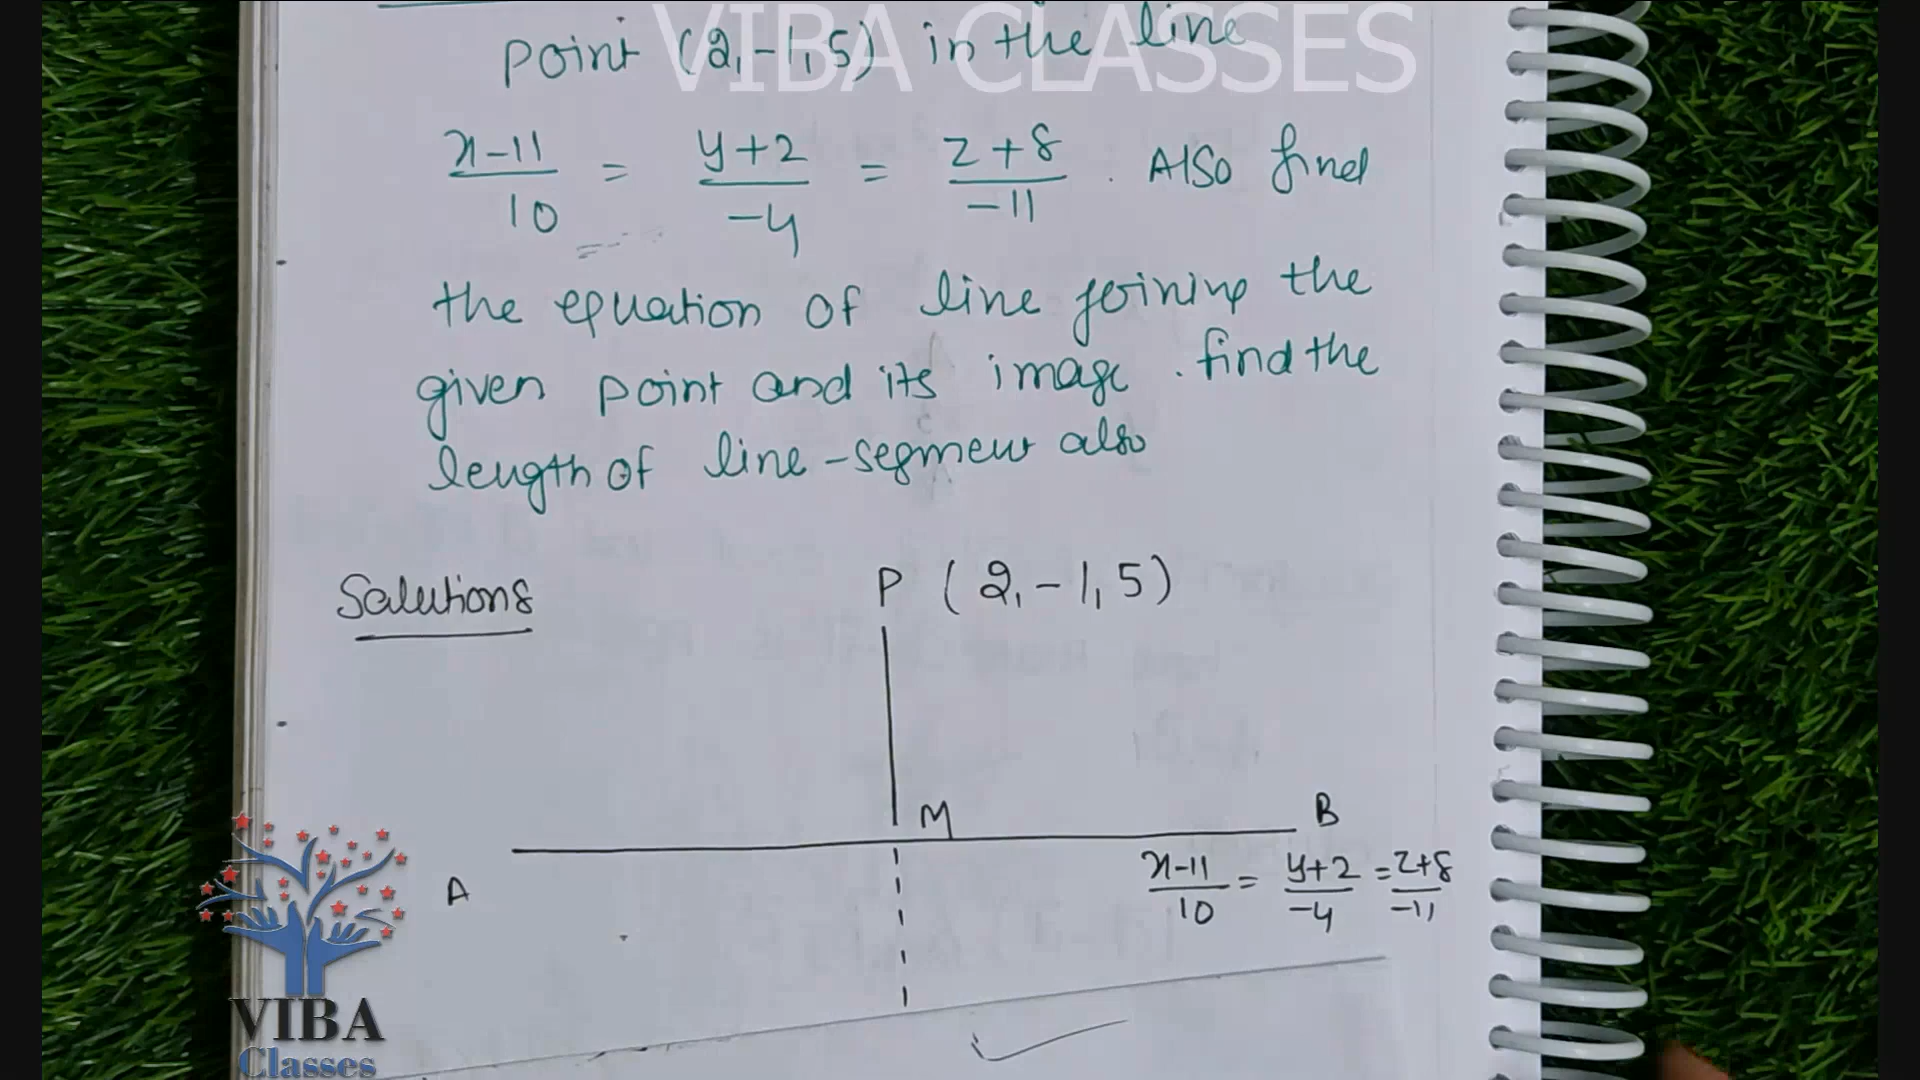 VIBA CLASSES
point (2,-1,5) in the line
x-11/10 = y+2/-4 = z+8/-11 . Also find
the equation of line joining the
given point and its image . find the
length of line-segment also
Solutions
P (2,-1,5)
M
B
A
x-11/10 = y+2/-4 = z+8/-11
VIBA
Classes